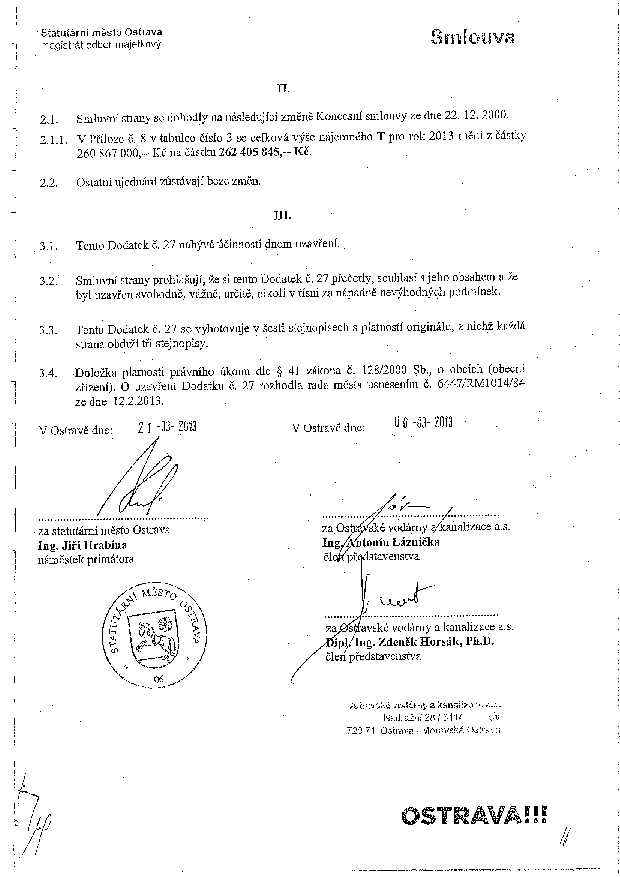 Statutární město Ostrava
magistrát odbor majetkový
Smlouva
II.
2.1. Smluvní strany se dohodly na následující změně Koncesní smlouvy ze dne 22. 12. 2000.
2.1.1. V Příloze č. 8 v tabulce číslo 3 se celková výše nájemného T pro rok 2013 mění z částky
260 867 000,-- Kč na částku 262 405 845,-- Kč.
2.2. Ostatní ujednání zůstávají beze změn.
III.
3.1. Tento Dodatek č. 27 nabývá účinnosti dnem uzavření.
3.2. Smluvní strany prohlašují, že si tento Dodatek č. 27 přečetly, souhlasí s jeho obsahem a že
byl uzavřen svobodně, vážně, určitě, nikoli v tísni za nápadně nevýhodných podmínek.
3.3. Tento Dodatek č. 27 se vyhotovuje v šesti stejnopisech s platností originálu, z nichž každá
strana obdrží tři stejnopisy.
3.4. Doložka platnosti právního úkonu dle § 41 zákona č. 128/2000 Sb., o obcích (obecní
zřízení). O uzavření Dodatku č. 27 rozhodla rada města usnesením č. 6447/RM1014/84
ze dne 12.2.2013.
V Ostravě dne: 21 -03- 2013 V Ostravě dne: 06 -03- 2013
za statutární město Ostrava
Ing. Jiří Hrabina
náměstek primátora
za Ostravské vodárny a kanalizace a.s.
Ing. Antonín Láznička
člen představenstva
STATUTÁRNÍ MĚSTO OSTRAVA
za Ostravské vodárny a kanalizace a.s.
Dipl. Ing. Zdeněk Horsák, Ph.D.
člen představenstva
Ostravské vodárny a kanalizace a.s.
Nádražní 28/3114
729 71 Ostrava - Moravská Ostrava
OSTRAVA!!!